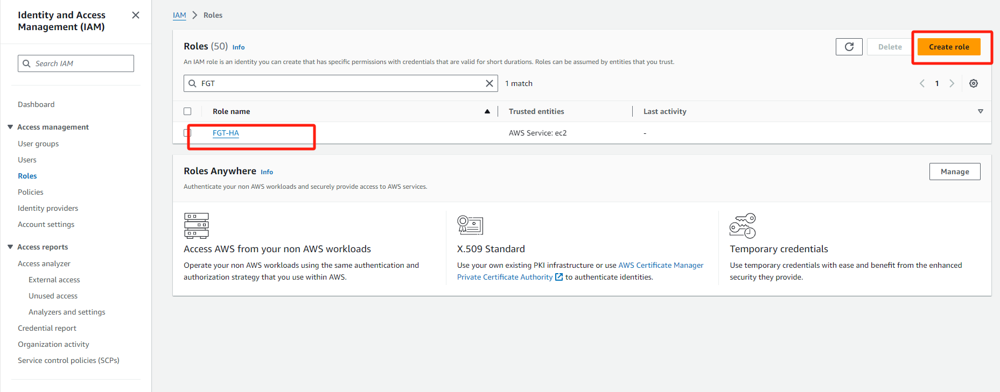 Identity and Access
Management (IAM)
Search IAM
Dashboard
Access management
User groups
Users
Roles
Policies
Identity providers
Account settings
Access reports
Access analyzer
External access
Unused access
Analyzers and settings
Credential report
Organization activity
Service control policies (SCPs)
IAM > Roles
Roles (50) Info
Delete
Create role
An IAM role is an identity you can create that has specific permissions with credentials that are valid for short durations. Roles can be assumed by entities that you trust.
FGT
1 match
1
Role name
Trusted entities
Last activity
FGT-HA
AWS Service: ec2
-
Roles Anywhere Info
Manage
Authenticate your non AWS workloads and securely provide access to AWS services.
Access AWS from your non AWS workloads
Operate your non AWS workloads using the same authentication and
authorization strategy that you use within AWS.
X.509 Standard
Use your own existing PKI infrastructure or use AWS Certificate Manager
Private Certificate Authority to authenticate identities.
Temporary credentials
Use temporary credentials with ease and benefit from the enhanced
security they provide.